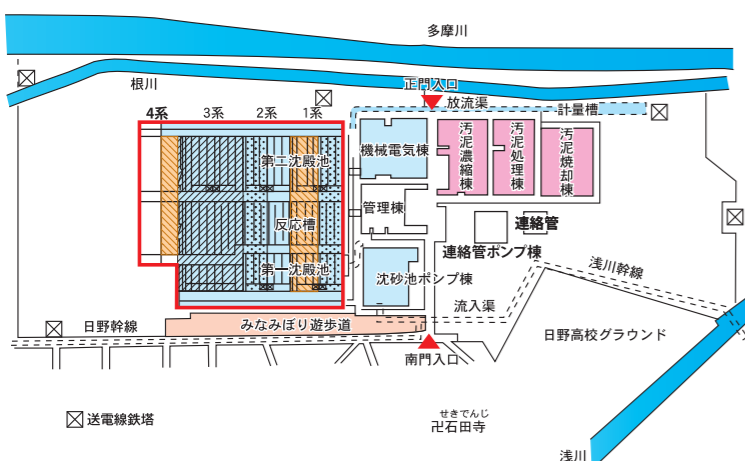 多摩川
根川
正門入口
放流渠
計量槽
4系
3系
2系
1系
第二沈殿池
機械電気棟
汚泥濃縮棟
汚泥処理棟
汚泥焼却棟
反応槽
管理棟
連絡管
連絡管ポンプ棟
第一沈殿池
沈砂池ポンプ棟
浅川幹線
流入渠
日野幹線
みなみぼり遊歩道
日野高校グラウンド
南門入口
送電線鉄塔
せきでんじ
卍石田寺
浅川